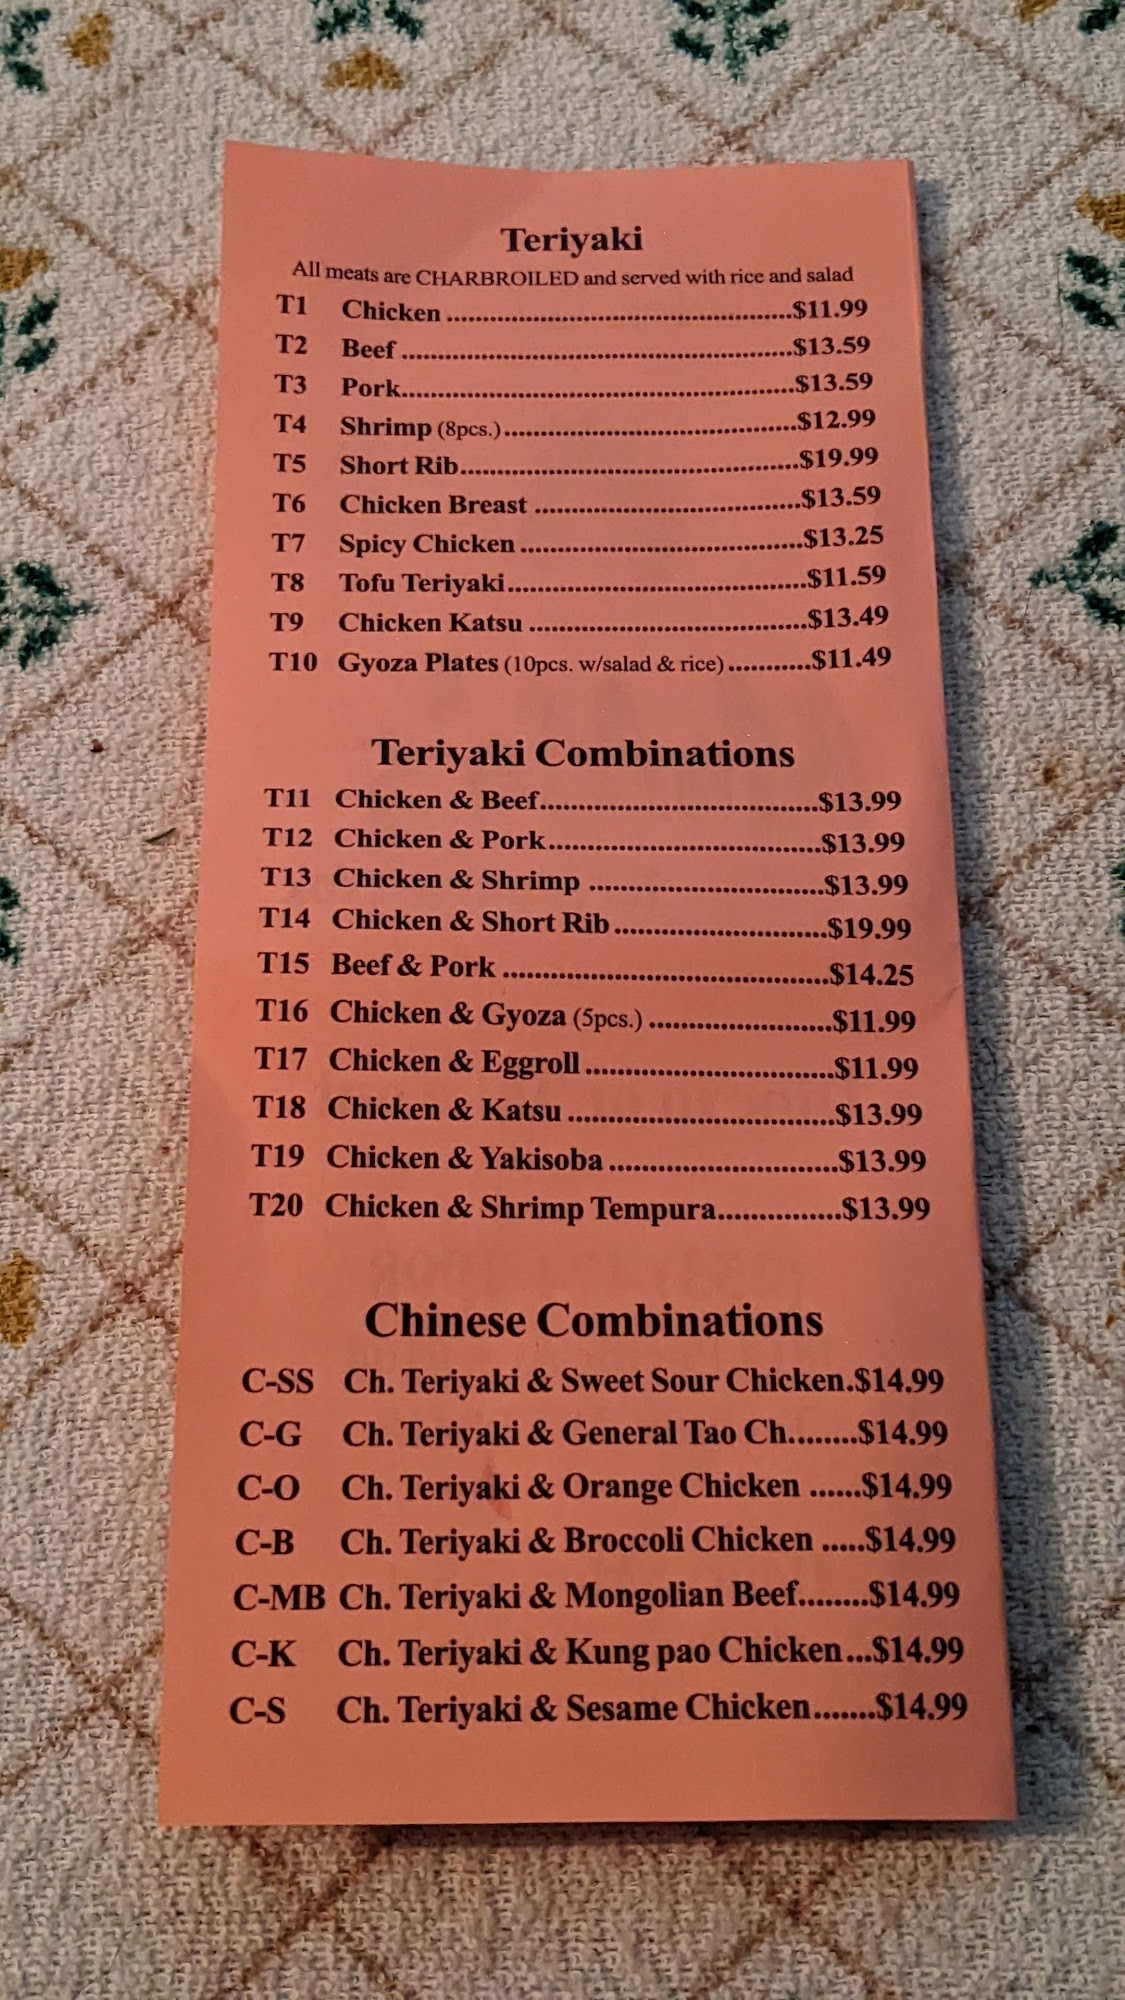 Teriyaki
All meats are CHARBROILED and served with rice and salad
T1 Chicken ........................................ $11.99
T2 Beef ........................................ $13.59
T3 Pork........................................ $13.59
T4 Shrimp (8pcs.)........................................ $12.99
T5 Short Rib........................................ $19.99
T6 Chicken Breast ........................................ $13.59
T7 Spicy Chicken ........................................ $13.25
T8 Tofu Teriyaki........................................ $11.59
T9 Chicken Katsu ........................................ $13.49
T10 Gyoza Plates (10pcs. w/salad & rice)...........$11.49
Teriyaki Combinations
T11 Chicken & Beef........................................$13.99
T12 Chicken & Pork........................................$13.99
T13 Chicken & Shrimp ..............................$13.99
T14 Chicken & Short Rib...........................$19.99
T15 Beef & Pork ........................................$14.25
T16 Chicken & Gyoza (5pcs.) .......................$11.99
T17 Chicken & Eggroll ..............................$11.99
T18 Chicken & Katsu .................................$13.99
T19 Chicken & Yakisoba ............................$13.99
T20 Chicken & Shrimp Tempura...............$13.99
Chinese Combinations
C-SS Ch. Teriyaki & Sweet Sour Chicken.$14.99
C-G Ch. Teriyaki & General Tao Ch........$14.99
C-O Ch. Teriyaki & Orange Chicken ......$14.99
C-B Ch. Teriyaki & Broccoli Chicken .....$14.99
C-MB Ch. Teriyaki & Mongolian Beef........$14.99
C-K Ch. Teriyaki & Kung pao Chicken...$14.99
C-S Ch. Teriyaki & Sesame Chicken.......$14.99